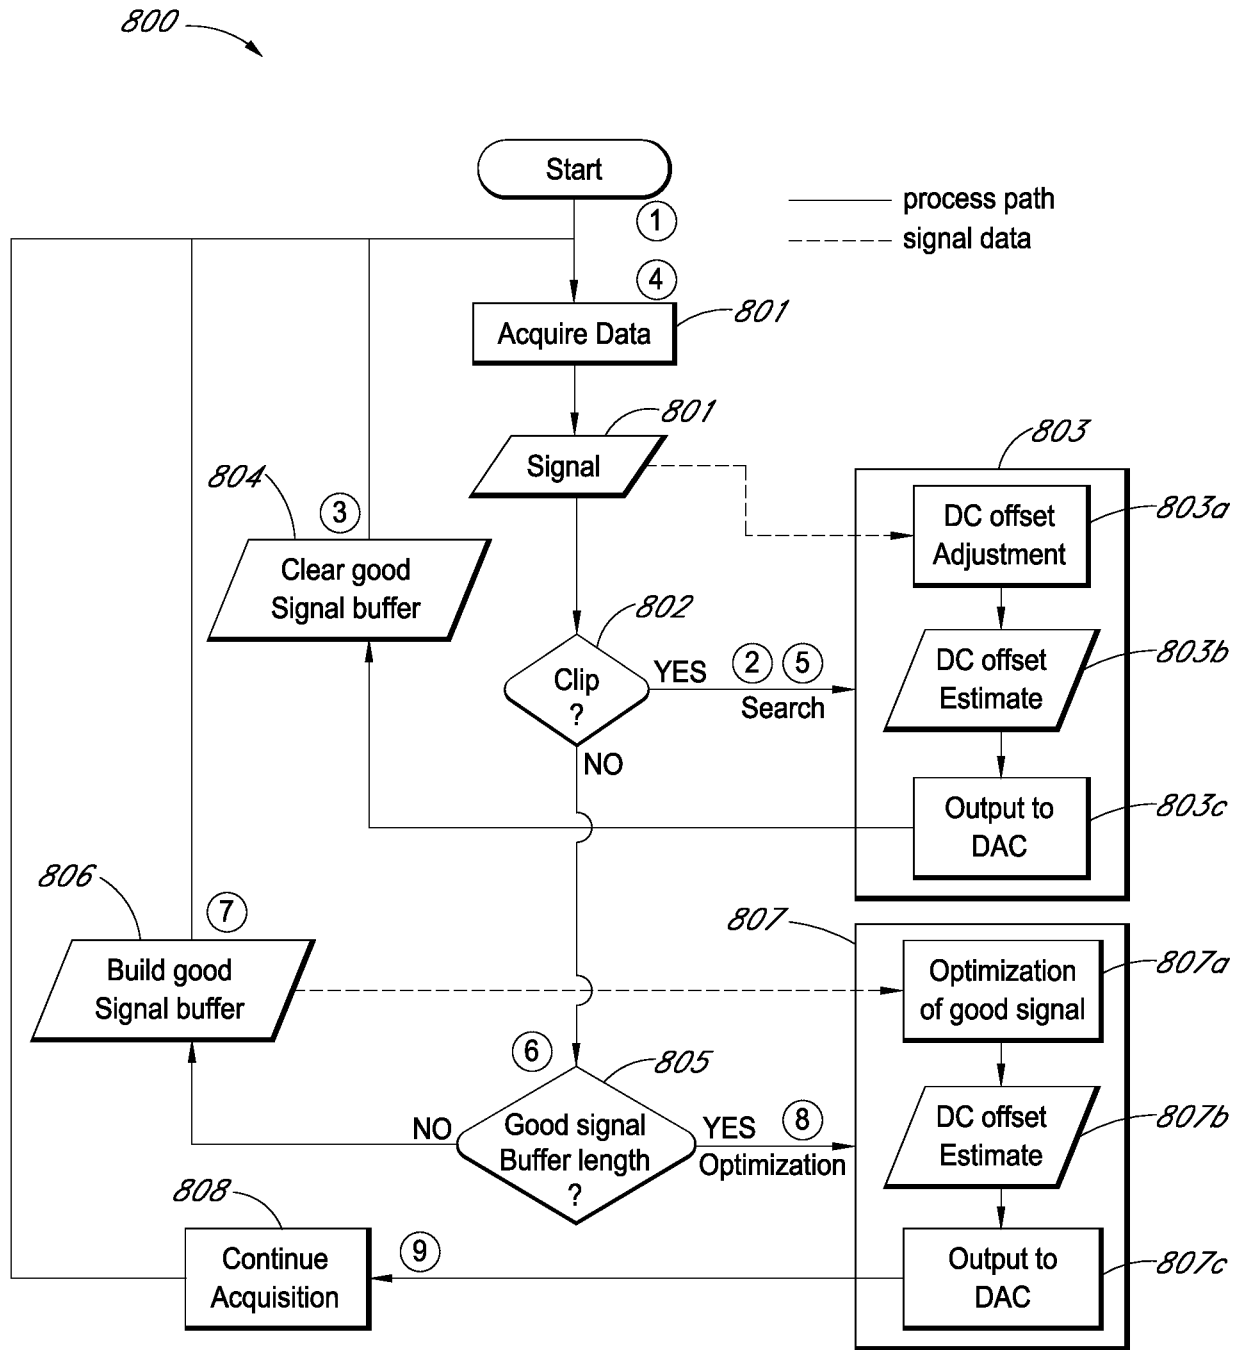 800
Start
process path
signal data
1
4
Acquire Data
801
Signal
801
803
804
3
Clear good
Signal buffer
DC offset
Adjustment
803a
802
Clip
?
YES
2
5
Search
NO
DC offset
Estimate
803b
Output to
DAC
803c
806
7
Build good
Signal buffer
807
Optimization
of good signal
807a
6
805
Good signal
Buffer length
?
NO
YES
8
Optimization
DC offset
Estimate
807b
808
Continue
Acquisition
9
Output to
DAC
807c